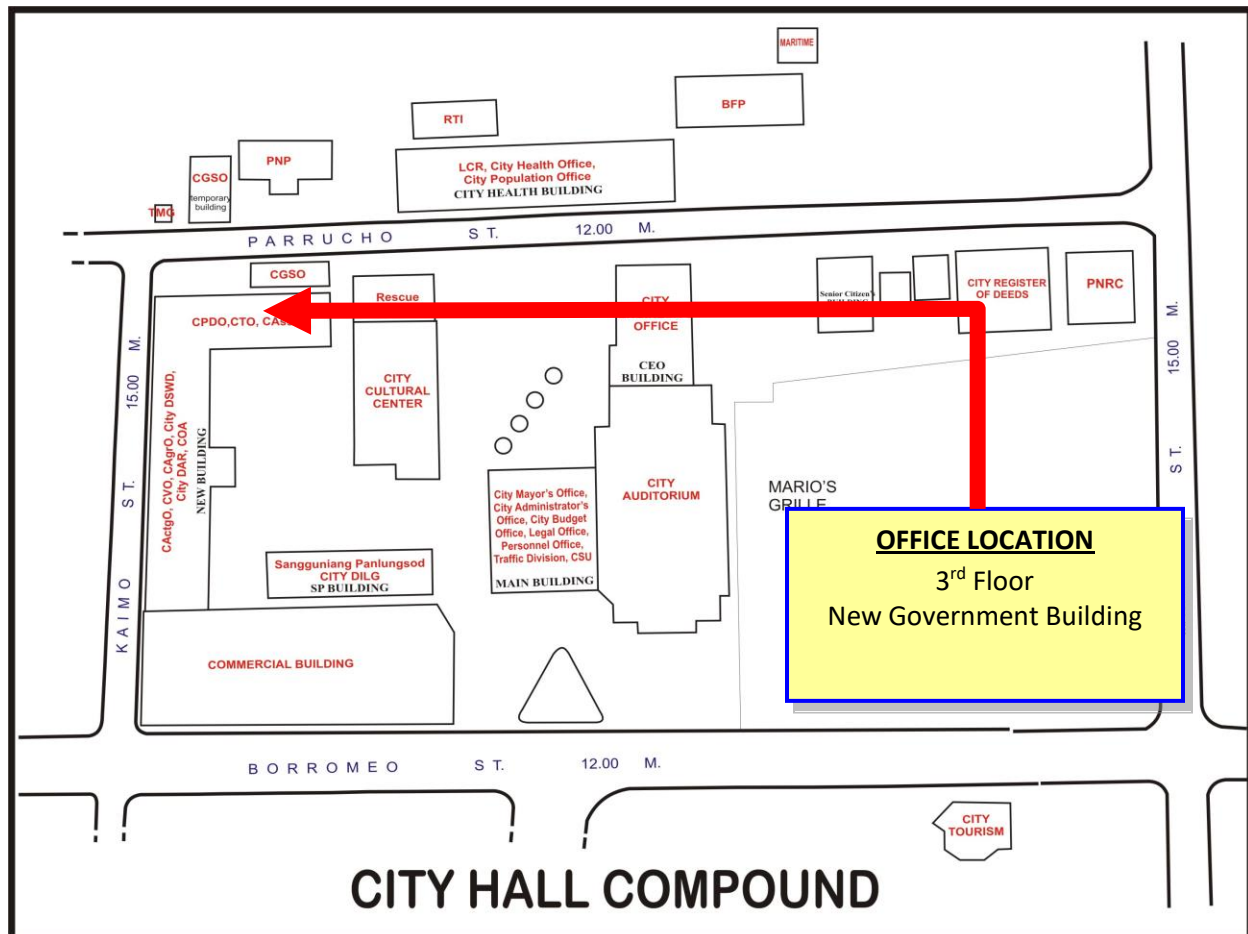 MARITIME
BFP
RTI
PNP
LCR, City Health Office,
City Population Office
CITY HEALTH BUILDING
CGSO
temporary
building
TMG
PARRUCHO ST. 12.00 M.
CGSO
CPDO,CTO, CAs
Rescue
CITY
OFFICE
CEO
BUILDING
Senior Citizen's
CITY REGISTER
OF DEEDS
PNRC
KAIMO ST. 15.00 M.
CActgO, CVO, CAgrO, City DSWD,
City DAR, COA
NEW BUILDING
CITY
CULTURAL
CENTER
City Mayor's Office,
City Administrator's
Office, City Budget
Office, Legal Office,
Personnel Office,
Traffic Division, CSU
MAIN BUILDING
CITY
AUDITORIUM
MARIO'S
GRILLE
ST. 15.00 M.
OFFICE LOCATION
3rd Floor
New Government Building
Sangguniang Panlungsod
CITY DILG
SP BUILDING
COMMERCIAL BUILDING
BORROMEO ST. 12.00 M.
CITY
TOURISM
CITY HALL COMPOUND